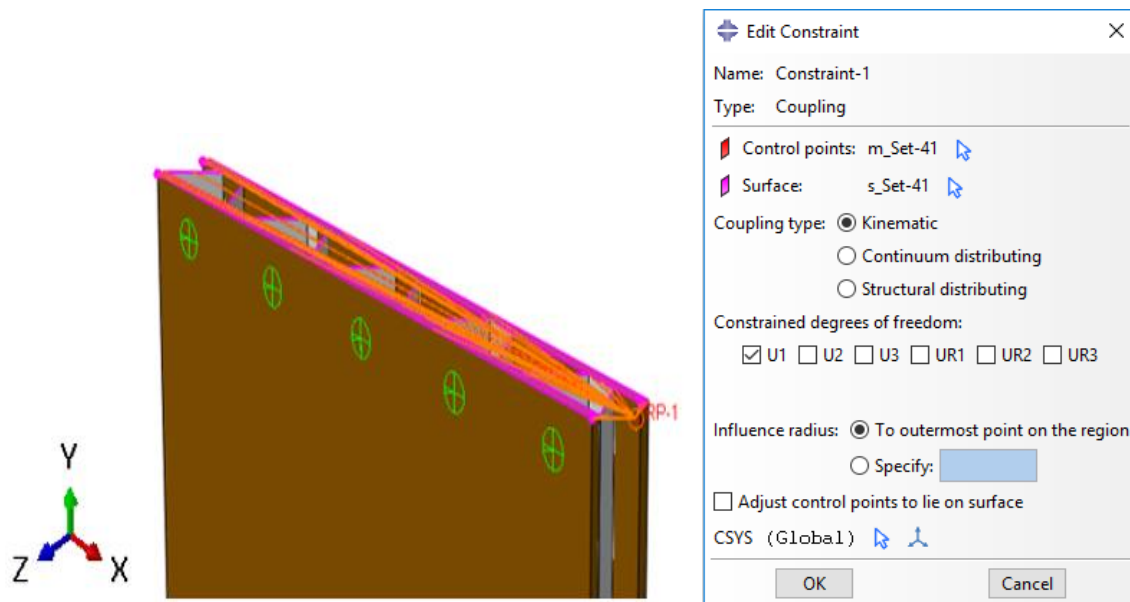 RP-1
Y
Z
X
Edit Constraint
Name: Constraint-1
Type: Coupling
Control points: m_Set-41
Surface: s_Set-41
Coupling type: Kinematic
Continuum distributing
Structural distributing
Constrained degrees of freedom:
U1 U2 U3 UR1 UR2 UR3
Influence radius: To outermost point on the region
Specify:
Adjust control points to lie on surface
CSYS (Global)
OK Cancel